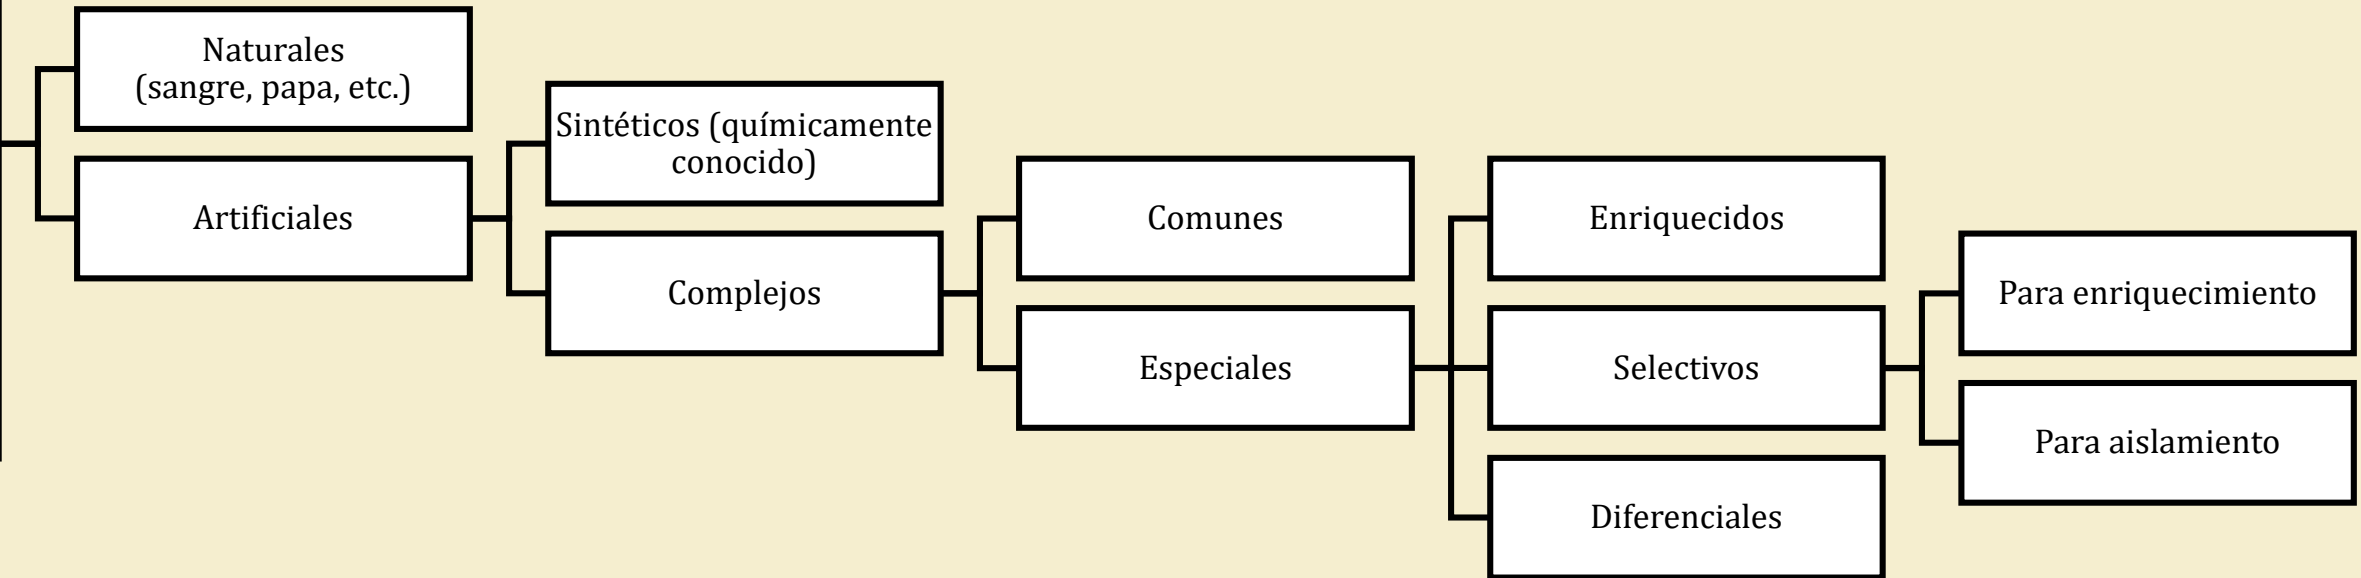 Naturales
(sangre, papa, etc.)
Artificiales
Sintéticos (químicamente
conocido)
Complejos
Comunes
Especiales
Enriquecidos
Selectivos
Diferenciales
Para enriquecimiento
Para aislamiento